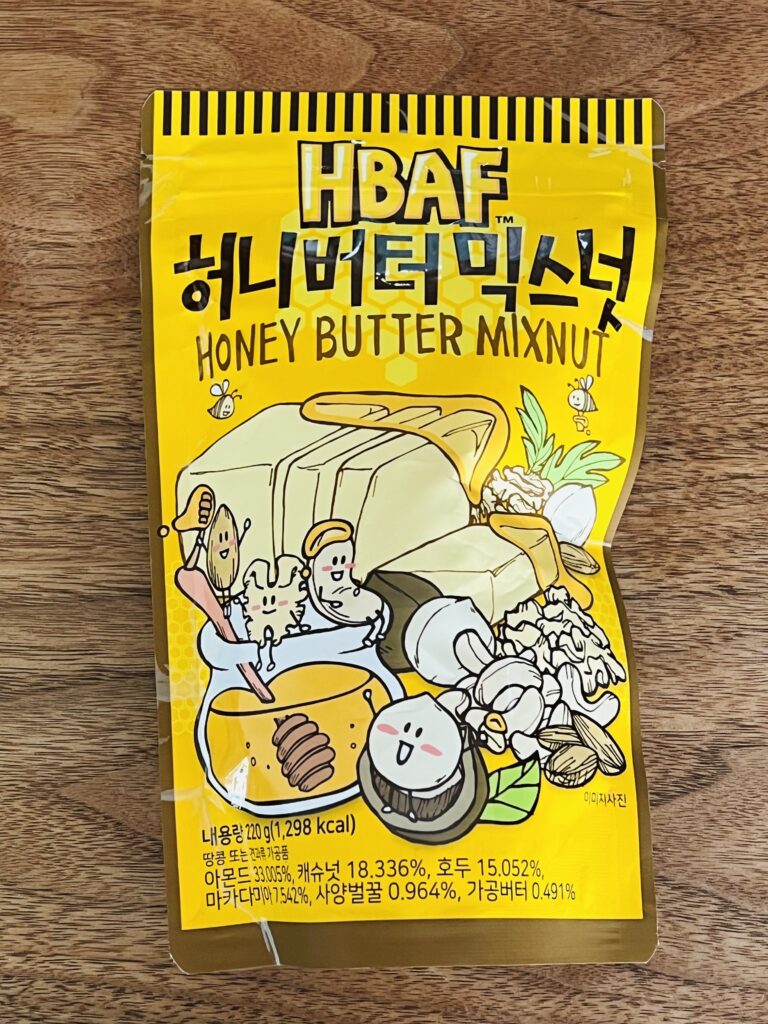 HBAF™
허니버터믹스넛
HONEY BUTTER MIXNUT
이미지사진
내용량 220 g(1,298 kcal)
땅콩 또는 견과류 가공품
아몬드 33.005%, 캐슈넛 18.336%, 호두 15.052%,
마카다미아 7.542%, 사양벌꿀 0.964%, 가공버터 0.491%